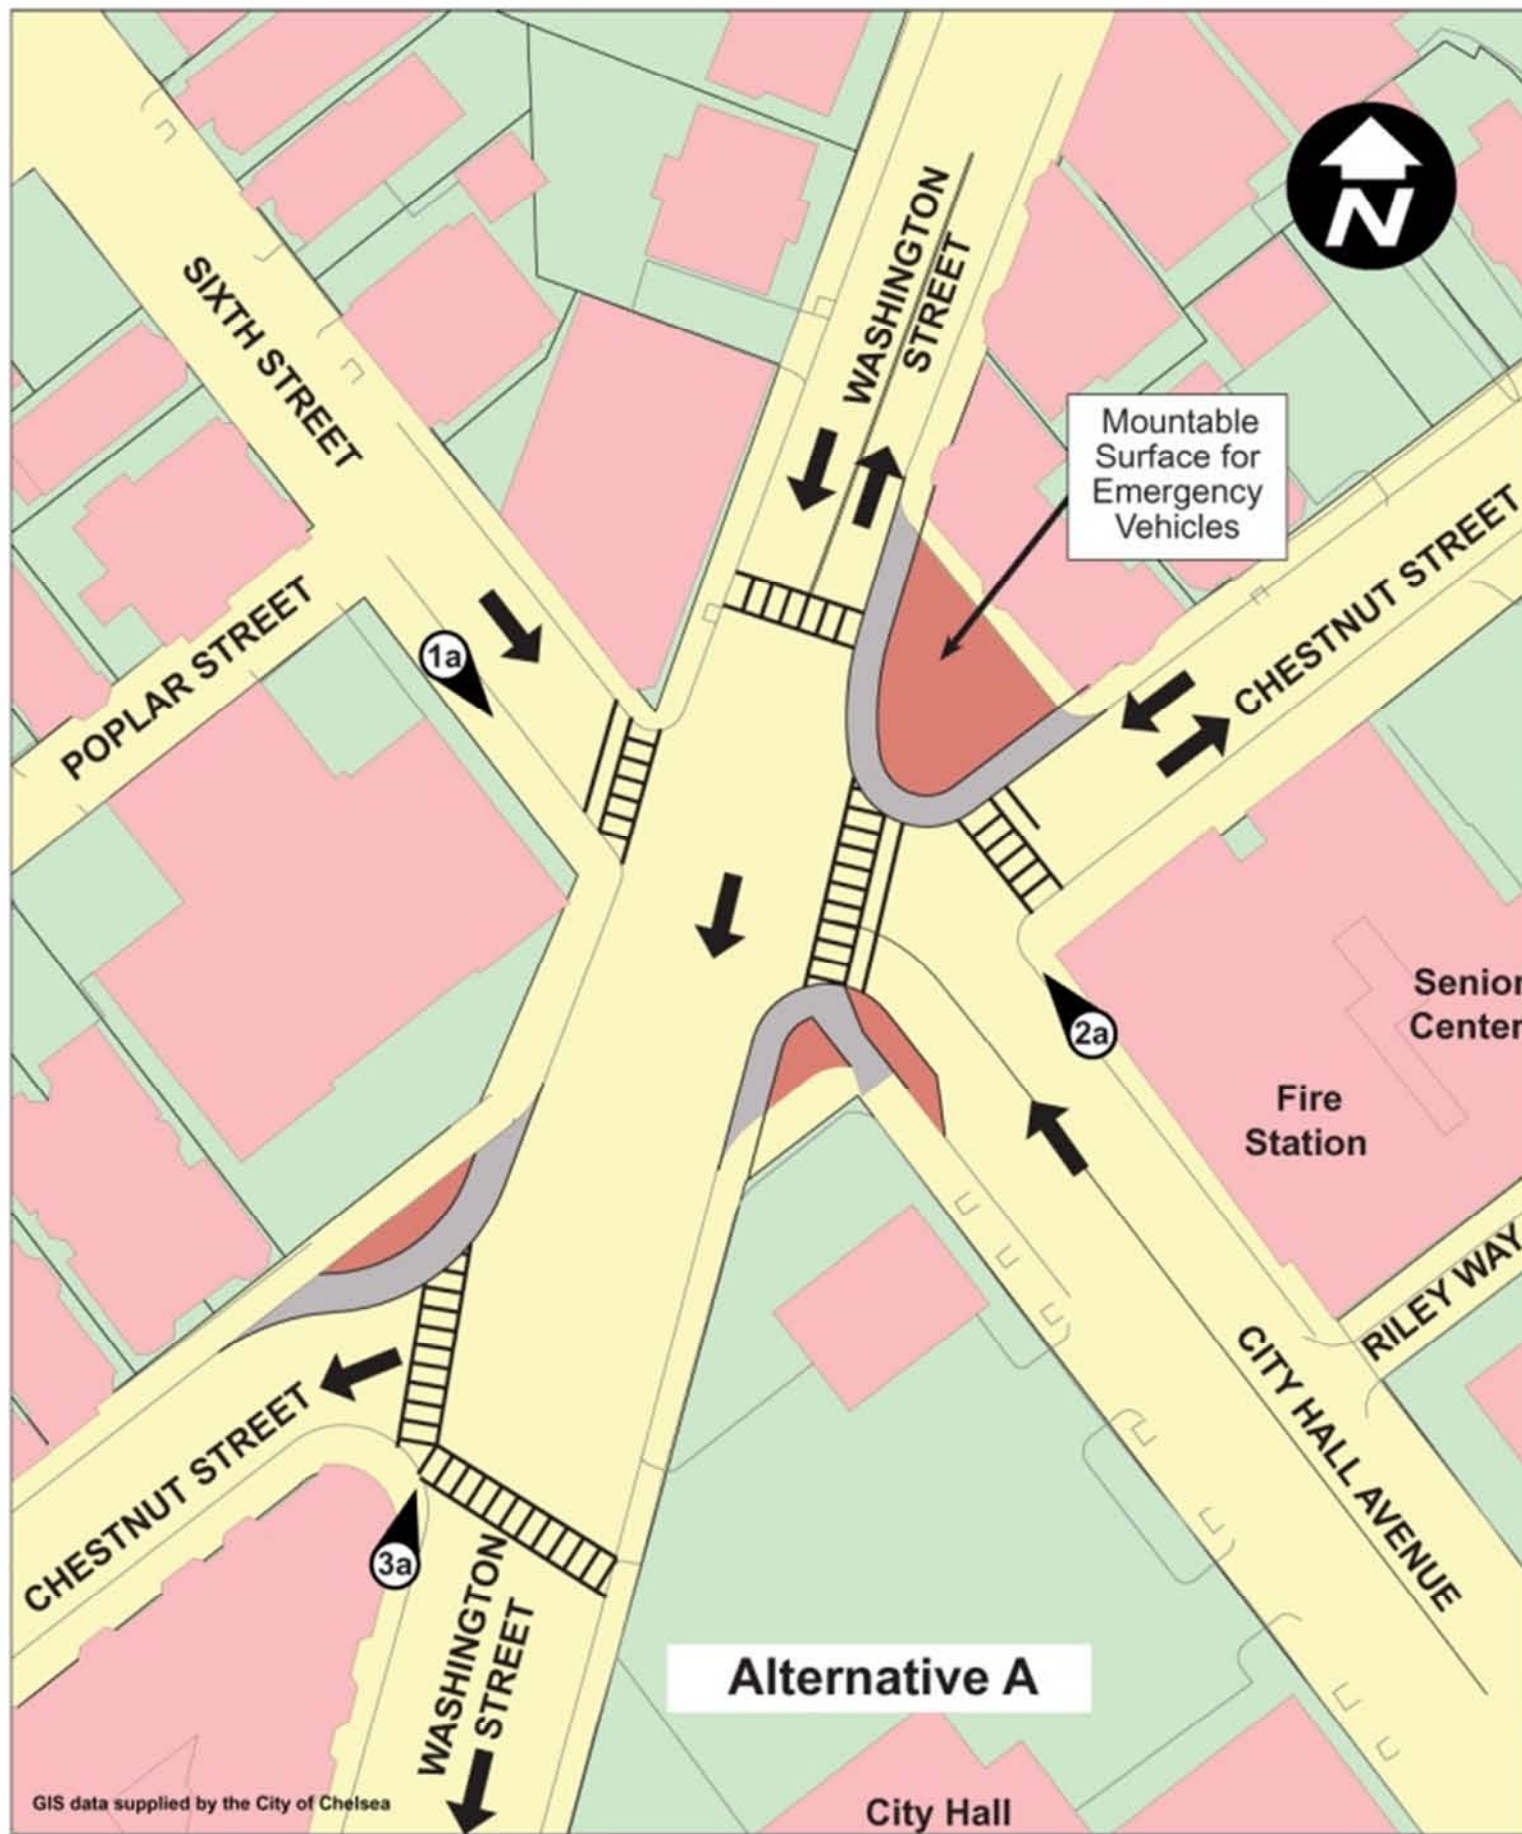 N
WASHINGTON
STREET
SIXTH STREET
Mountable
Surface for
Emergency
Vehicles
CHESTNUT STREET
POPLAR STREET
1a
Senior
Center
2a
Fire
Station
RILEY WAY
CITY HALL AVENUE
CHESTNUT STREET
3a
WASHINGTON
STREET
Alternative A
GIS data supplied by the City of Chelsea
City Hall